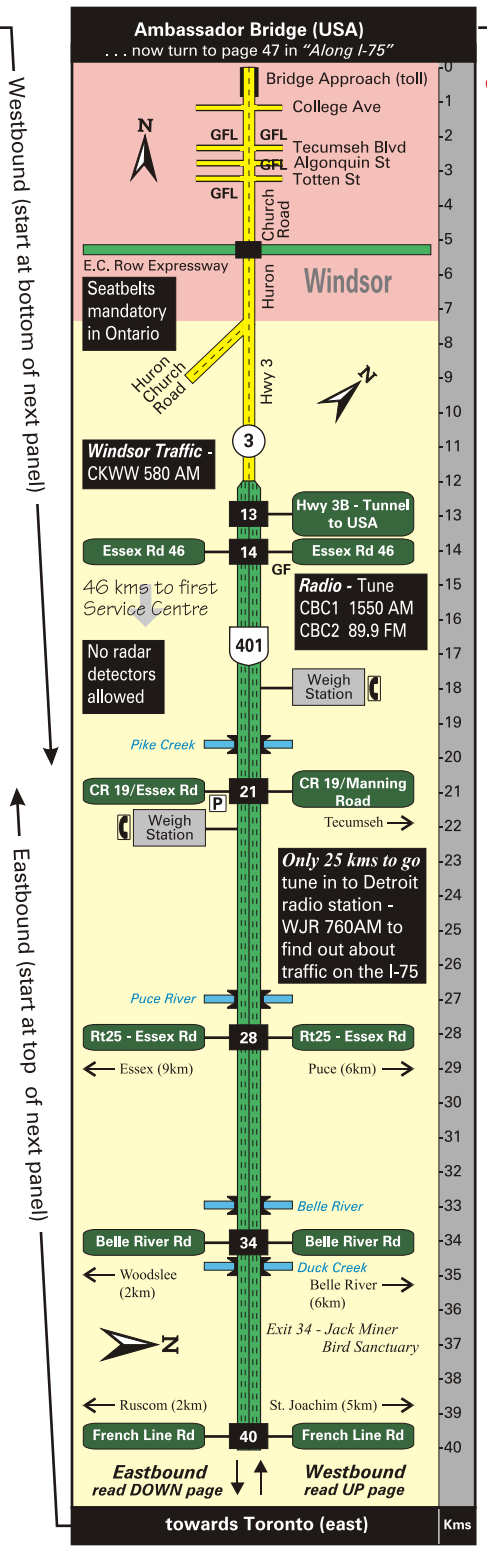 Ambassador Bridge (USA)
. . . now turn to page 47 in "Along I-75"
Westbound (start at bottom of next panel)
0
Bridge Approach (toll)
1
College Ave
N
2
GFL
GFL
Tecumseh Blvd
Algonquin St
GFL
3
Totten St
GFL
4
Church
Road
5
E.C. Row Expressway
6
Huron
Windsor
Seatbelts
mandatory
in Ontario
7
8
Huron
Church
Road
Hwy 3
N
9
10
3
11
Windsor Traffic -
CKWW 580 AM
12
13
Hwy 3B - Tunnel
to USA
13
Essex Rd 46
14
Essex Rd 46
14
GF
46 kms to first
Service Centre
15
Radio - Tune
CBC1 1550 AM
CBC2 89.9 FM
16
401
17
No radar
detectors
allowed
Weigh
Station
18
19
Pike Creek
20
CR 19/Essex Rd
21
CR 19/Manning
Road
21
P
Tecumseh
22
Weigh
Station
Eastbound (start at top of next panel)
23
Only 25 kms to go
tune in to Detroit
radio station -
WJR 760AM to
find out about
traffic on the I-75
24
25
26
Puce River
27
Rt25 - Essex Rd
28
Rt25 - Essex Rd
28
Essex (9km)
Puce (6km)
29
30
31
32
Belle River
33
Belle River Rd
34
Belle River Rd
34
Duck Creek
Woodslee
(2km)
Belle River
(6km)
35
36
Exit 34 - Jack Miner
Bird Sanctuary
N
37
38
Ruscom (2km)
St. Joachim (5km)
39
French Line Rd
40
French Line Rd
40
Eastbound
read DOWN page
Westbound
read UP page
towards Toronto (east)
Kms